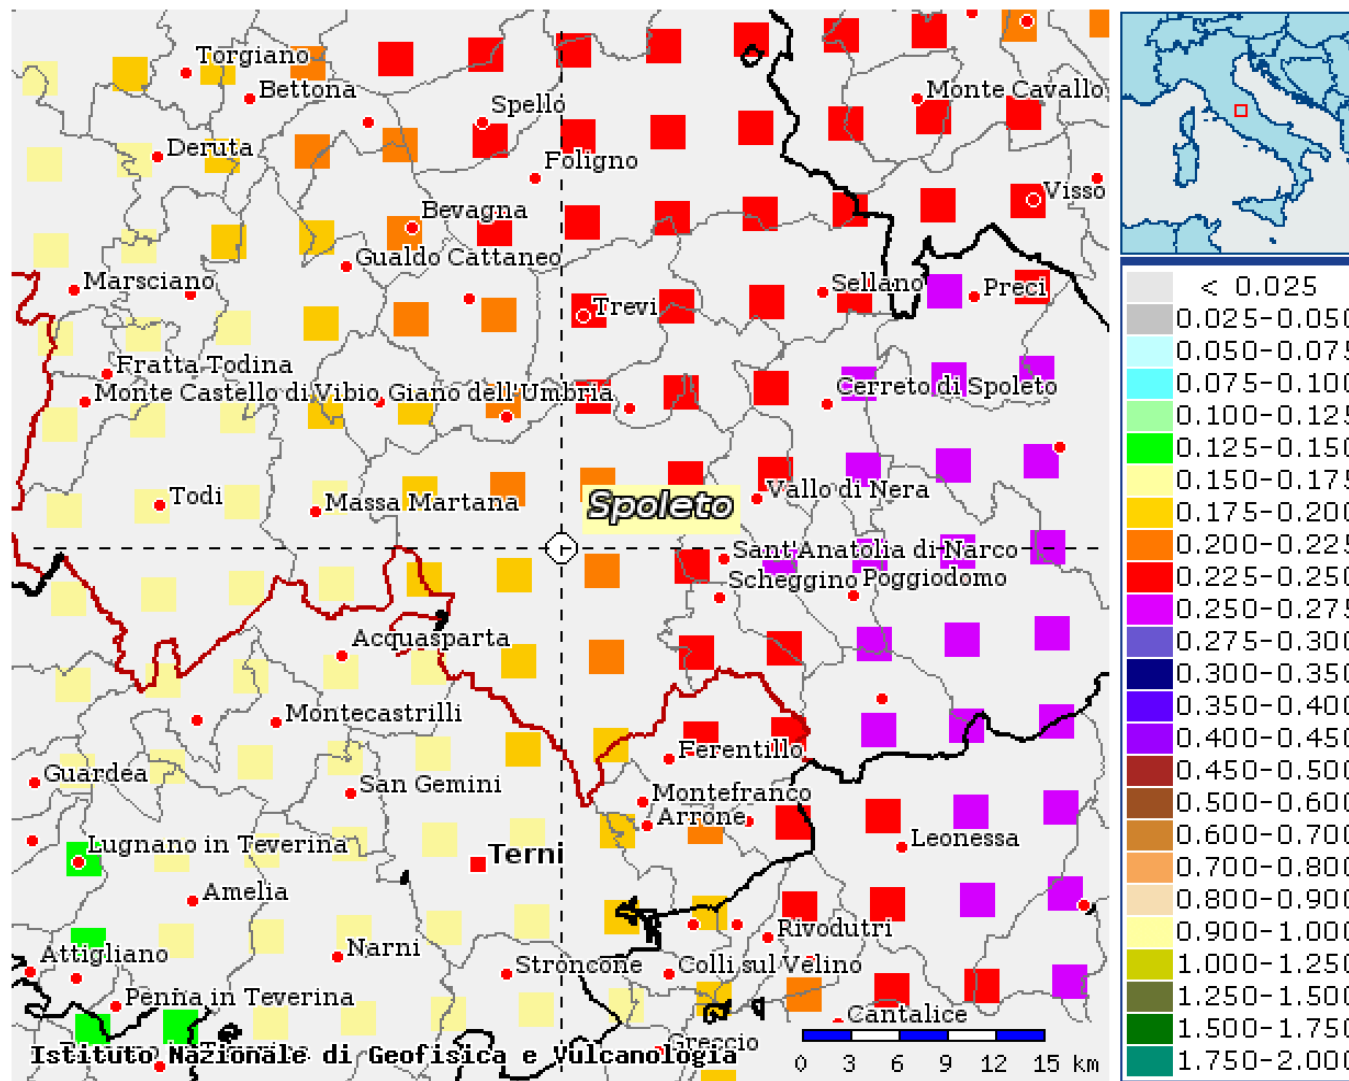 Torgiano
Bettona
Monte Cavallo
Spello
Deruta
Foligno
Visso
Bevagna
Gualdo Cattaneo
Marsciano
Sellano
Preci
Trevi
Fratta Todina
Monte Castello di Vibio
Giano dell'Umbria
Cerreto di Spoleto
Todi
Massa Martana
Spoleto
Vallo di Nera
Sant'Anatolia di Narco
Scheggino
Poggiodomo
Acquasparta
Montecastrilli
Ferentillo
Guardea
San Gemini
Montefranco
Arrone
Leonessa
Lugnano in Teverina
Terni
Amelia
Rivodutri
Attigliano
Narni
Stroncone
Colli sul Velino
Penna in Teverina
Cantalice
Greccio
Istituto Nazionale di Geofisica e Vulcanologia
0 3 6 9 12 15 km
< 0.025
0.025-0.050
0.050-0.075
0.075-0.100
0.100-0.125
0.125-0.150
0.150-0.175
0.175-0.200
0.200-0.225
0.225-0.250
0.250-0.275
0.275-0.300
0.300-0.350
0.350-0.400
0.400-0.450
0.450-0.500
0.500-0.600
0.600-0.700
0.700-0.800
0.800-0.900
0.900-1.000
1.000-1.250
1.250-1.500
1.500-1.750
1.750-2.000